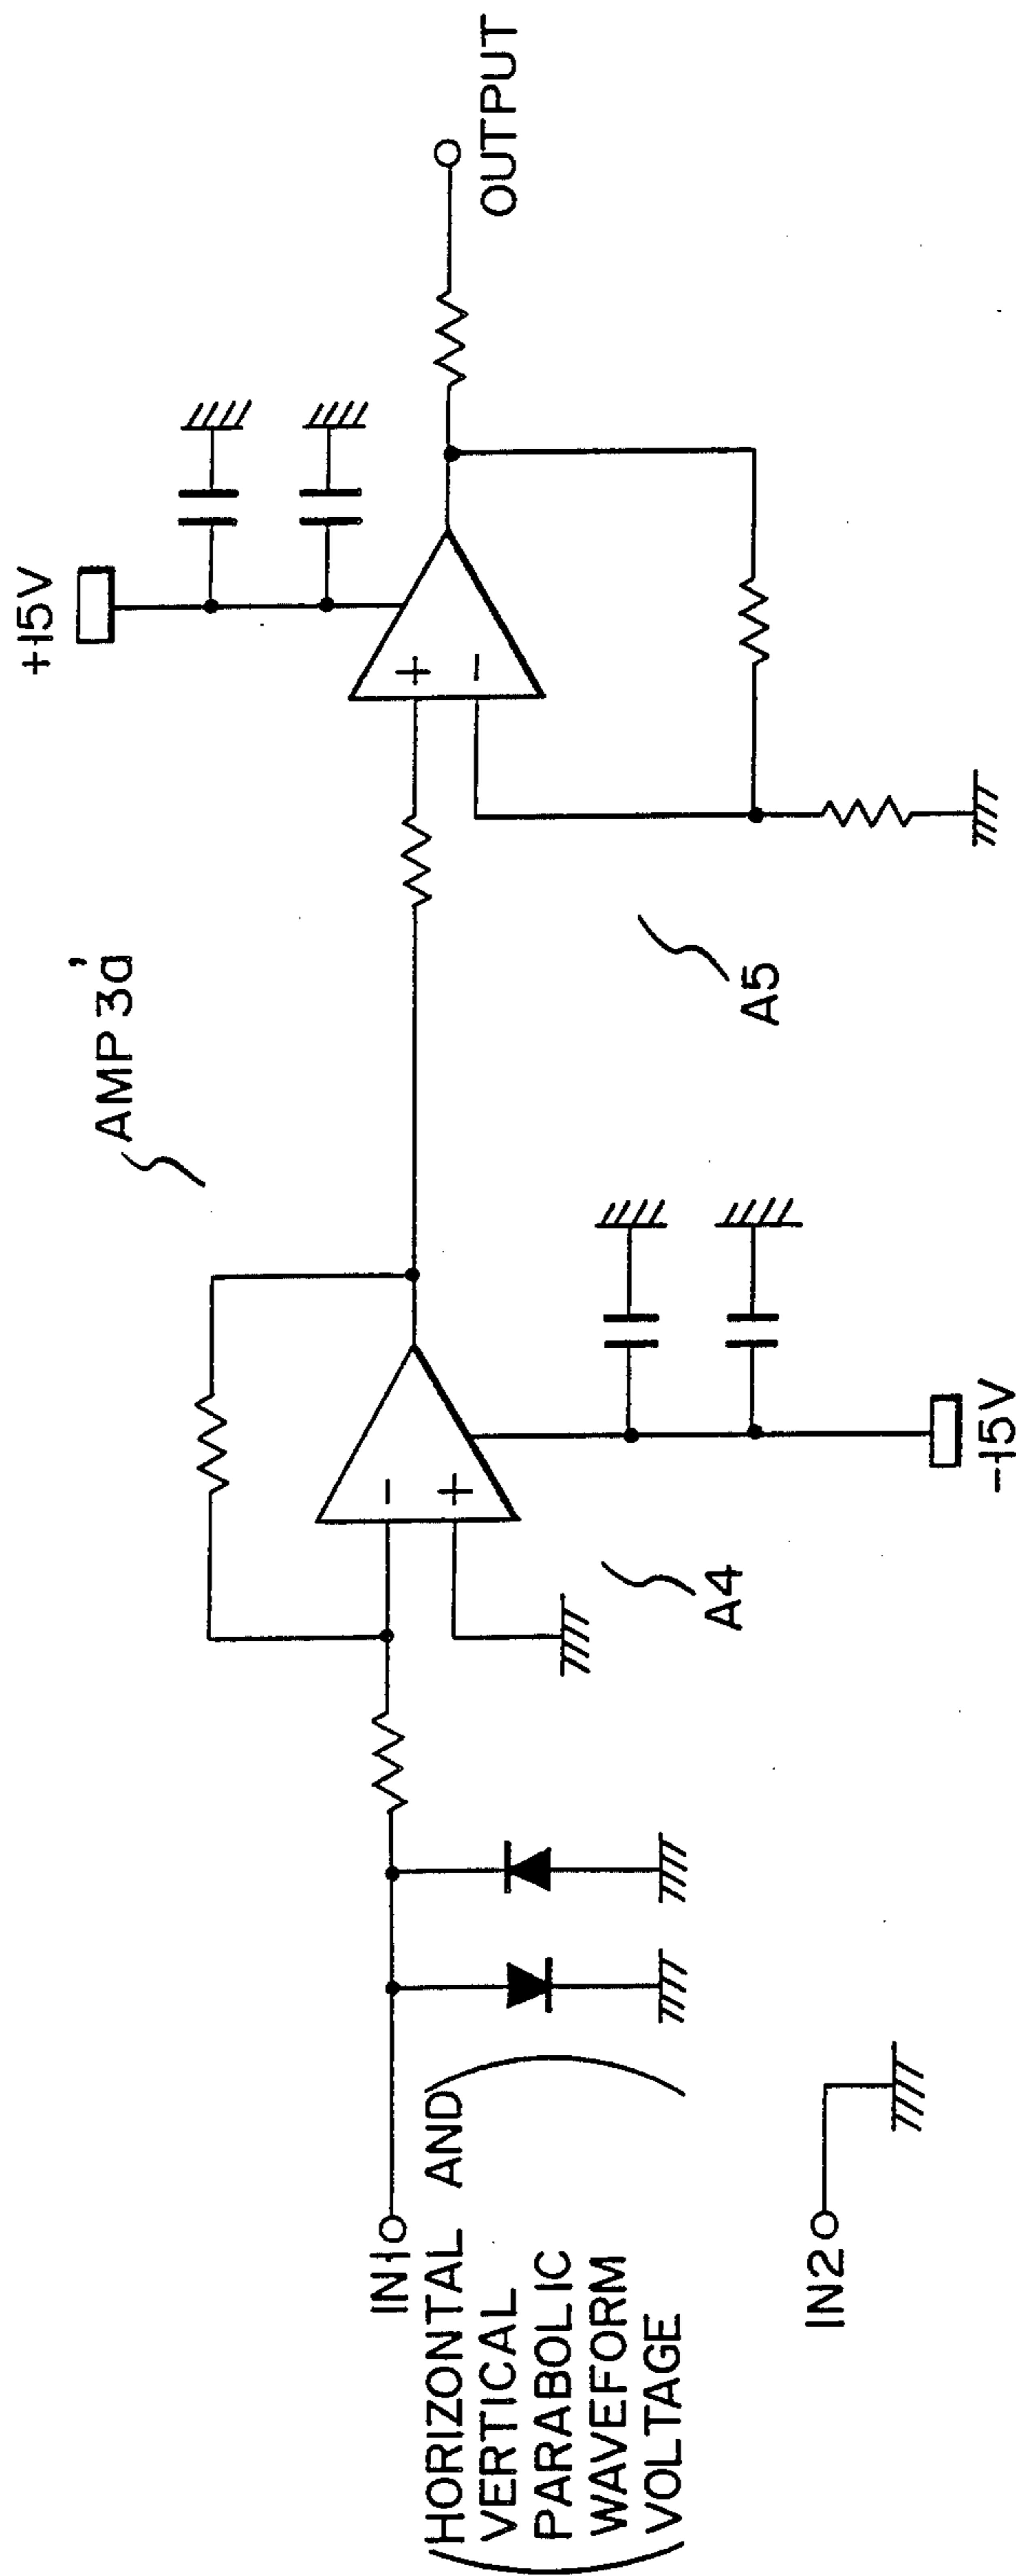 AMP 3a'
+15V
IN1
(HORIZONTAL AND
VERTICAL
PARABOLIC
WAVEFORM
VOLTAGE)
IN2
-
+
A4
-15V
+
-
A5
OUTPUT